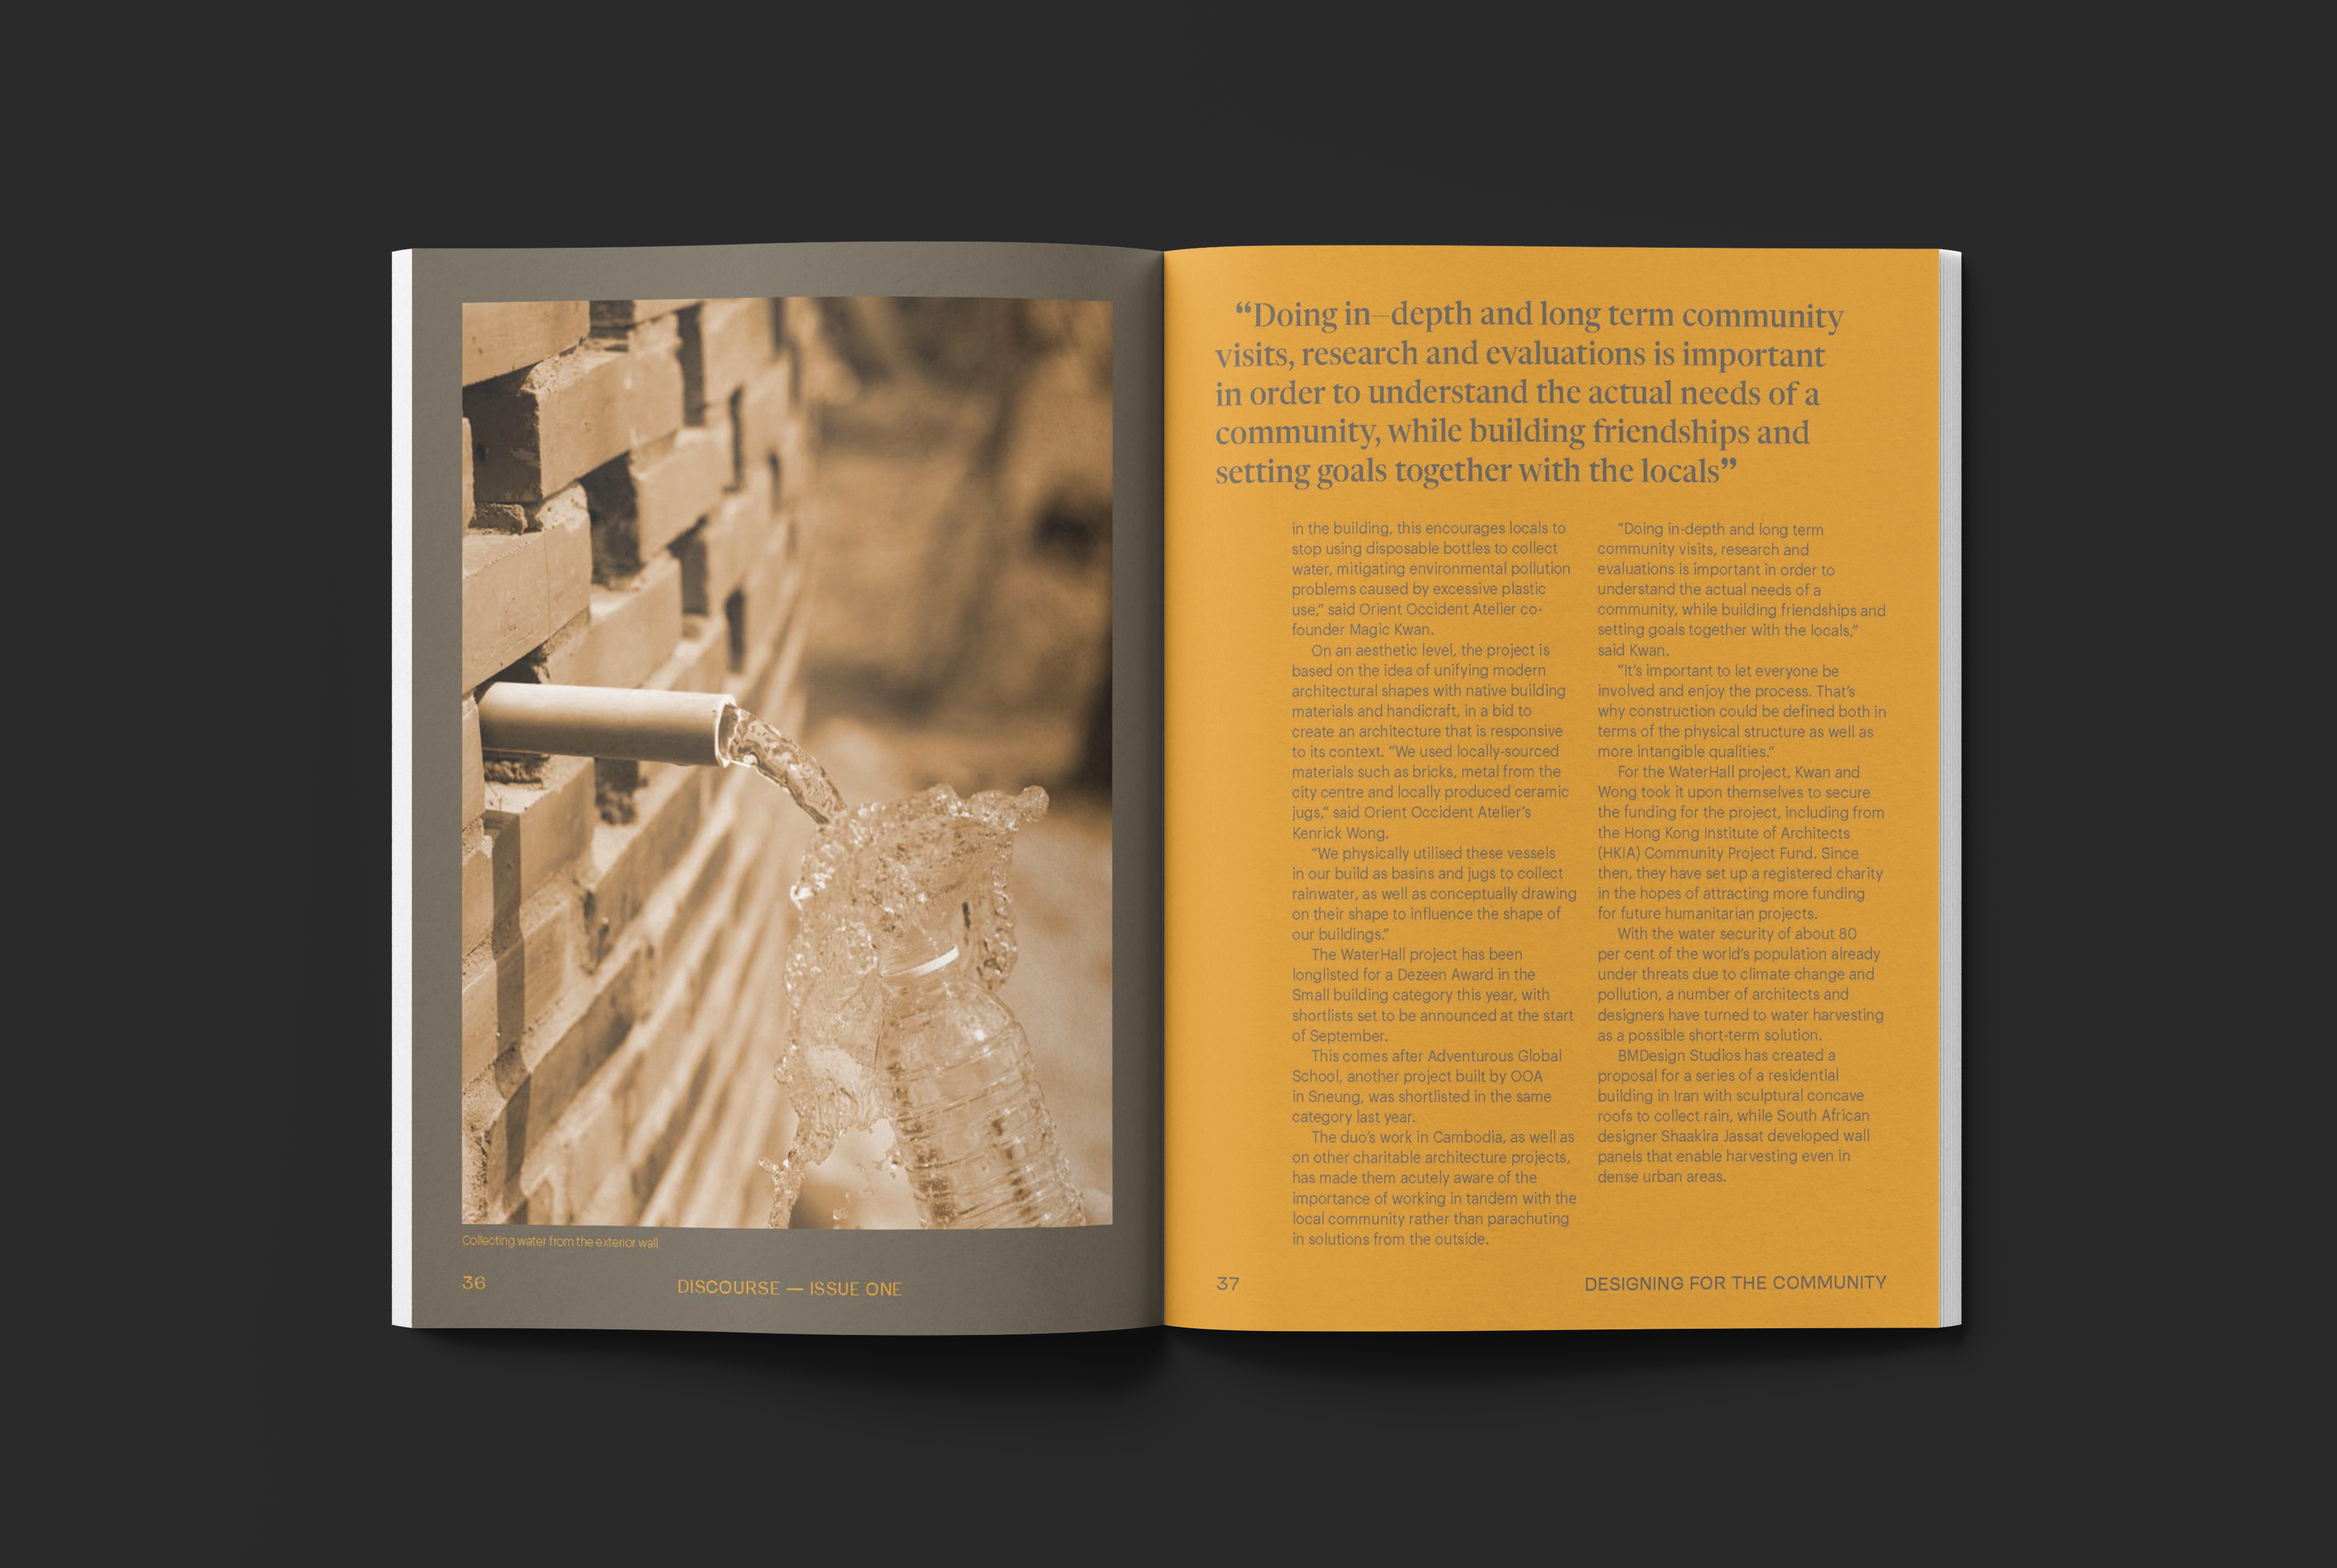 Collecting water from the exterior wall
36
DISCOURSE — ISSUE ONE
“Doing in–depth and long term community
visits, research and evaluations is important
in order to understand the actual needs of a
community, while building friendships and
setting goals together with the locals”
in the building, this encourages locals to
stop using disposable bottles to collect
water, mitigating environmental pollution
problems caused by excessive plastic
use,” said Orient Occident Atelier co-
founder Magic Kwan.
On an aesthetic level, the project is
based on the idea of unifying modern
architectural shapes with native building
materials and handicraft, in a bid to
create an architecture that is responsive
to its context. “We used locally-sourced
materials such as bricks, metal from the
city centre and locally produced ceramic
jugs,” said Orient Occident Atelier’s
Kenrick Wong.
“We physically utilised these vessels
in our build as basins and jugs to collect
rainwater, as well as conceptually drawing
on their shape to influence the shape of
our buildings.”
The WaterHall project has been
longlisted for a Dezeen Award in the
Small building category this year, with
shortlists set to be announced at the start
of September.
This comes after Adventurous Global
School, another project built by OOA
in Sneung, was shortlisted in the same
category last year.
The duo’s work in Cambodia, as well as
on other charitable architecture projects,
has made them acutely aware of the
importance of working in tandem with the
local community rather than parachuting
in solutions from the outside.
“Doing in-depth and long term
community visits, research and
evaluations is important in order to
understand the actual needs of a
community, while building friendships and
setting goals together with the locals,”
said Kwan.
“It’s important to let everyone be
involved and enjoy the process. That’s
why construction could be defined both in
terms of the physical structure as well as
more intangible qualities.”
For the WaterHall project, Kwan and
Wong took it upon themselves to secure
the funding for the project, including from
the Hong Kong Institute of Architects
(HKIA) Community Project Fund. Since
then, they have set up a registered charity
in the hopes of attracting more funding
for future humanitarian projects.
With the water security of about 80
per cent of the world’s population already
under threats due to climate change and
pollution, a number of architects and
designers have turned to water harvesting
as a possible short-term solution.
BMDesign Studios has created a
proposal for a series of a residential
building in Iran with sculptural concave
roofs to collect rain, while South African
designer Shaakira Jassat developed wall
panels that enable harvesting even in
dense urban areas.
37
DESIGNING FOR THE COMMUNITY